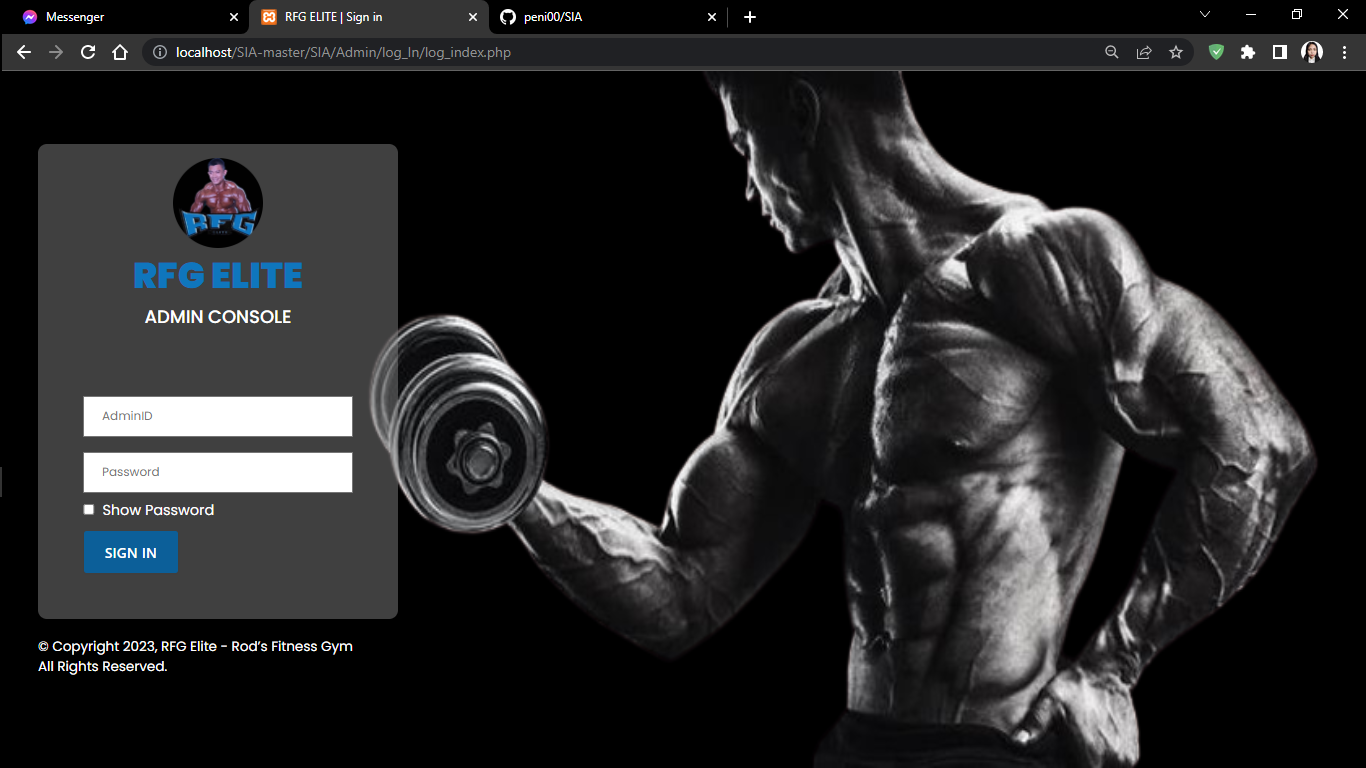 Messenger
RFG ELITE | Sign in
peni00/SIA
localhost/SIA-master/SIA/Admin/log_In/log_index.php
RFG
RFG ELITE
ADMIN CONSOLE
AdminID
Password
Show Password
SIGN IN
© Copyright 2023, RFG Elite - Rod’s Fitness Gym
All Rights Reserved.